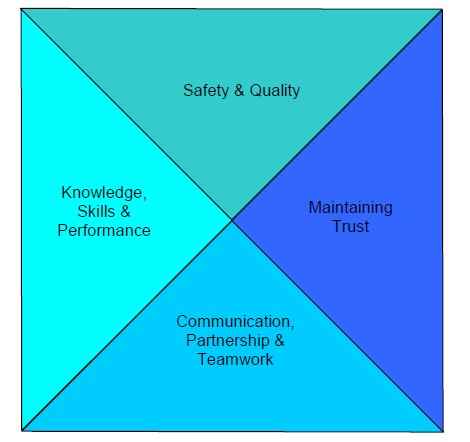 Safety & Quality
Knowledge,
Skills &
Performance
Maintaining
Trust
Communication,
Partnership &
Teamwork